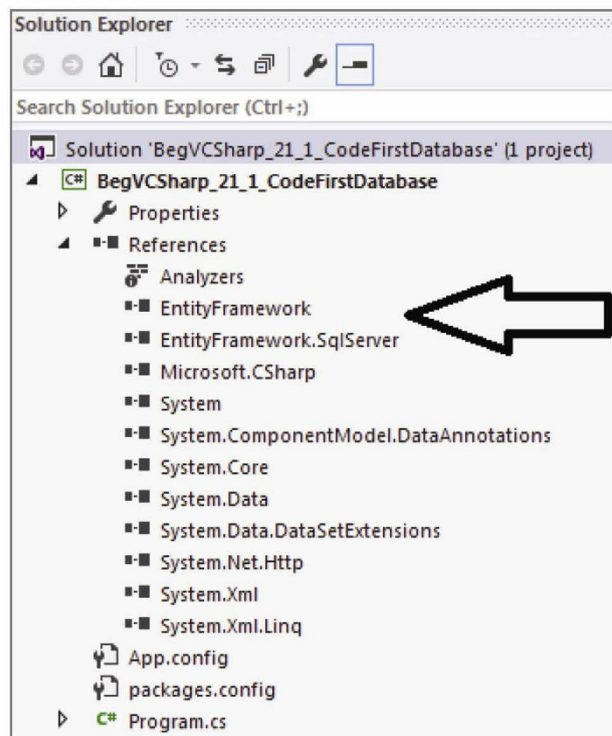 Solution Explorer
Search Solution Explorer (Ctrl+;)
Solution 'BegVCSharp_21_1_CodeFirstDatabase' (1 project)
C# BegVCSharp_21_1_CodeFirstDatabase
Properties
References
Analyzers
EntityFramework
EntityFramework.SqlServer
Microsoft.CSharp
System
System.ComponentModel.DataAnnotations
System.Core
System.Data
System.Data.DataSetExtensions
System.Net.Http
System.Xml
System.Xml.Linq
App.config
packages.config
C# Program.cs